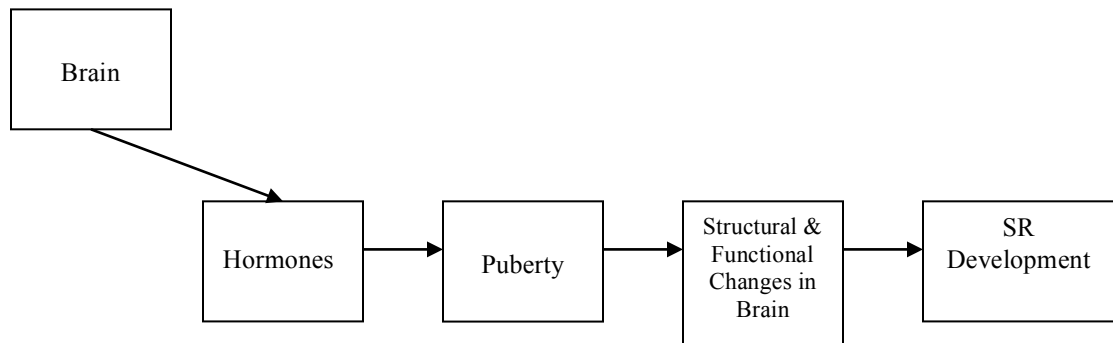 Brain
Hormones
Puberty
Structural &
Functional
Changes in
Brain
SR
Development